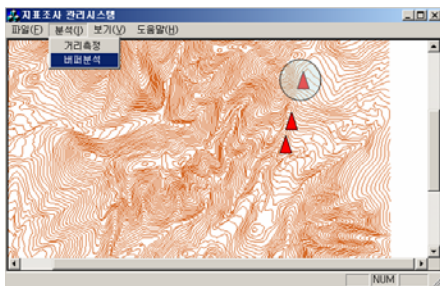 지표조사 관리시스템
파일(F) 분석(I) 보기(V) 도움말(H)
거리측정
버퍼분석
NUM